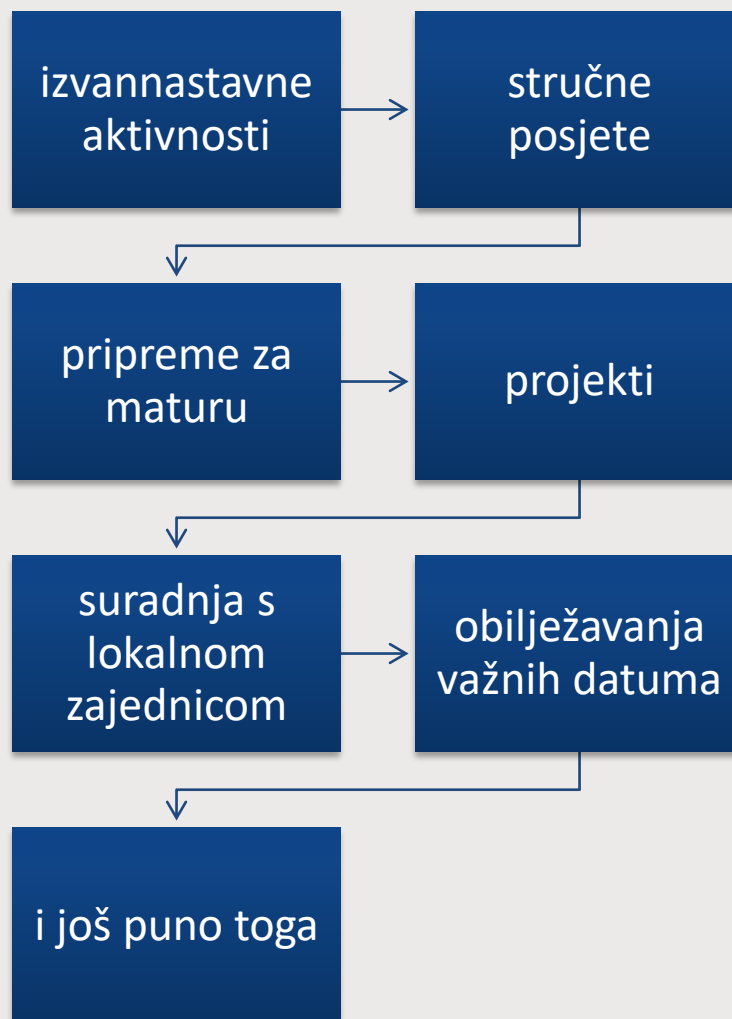 izvannastavne
aktivnosti
stručne
posjete
pripreme za
maturu
projekti
suradnja s
lokalnom
zajednicom
obilježavanja
važnih datuma
i još puno toga